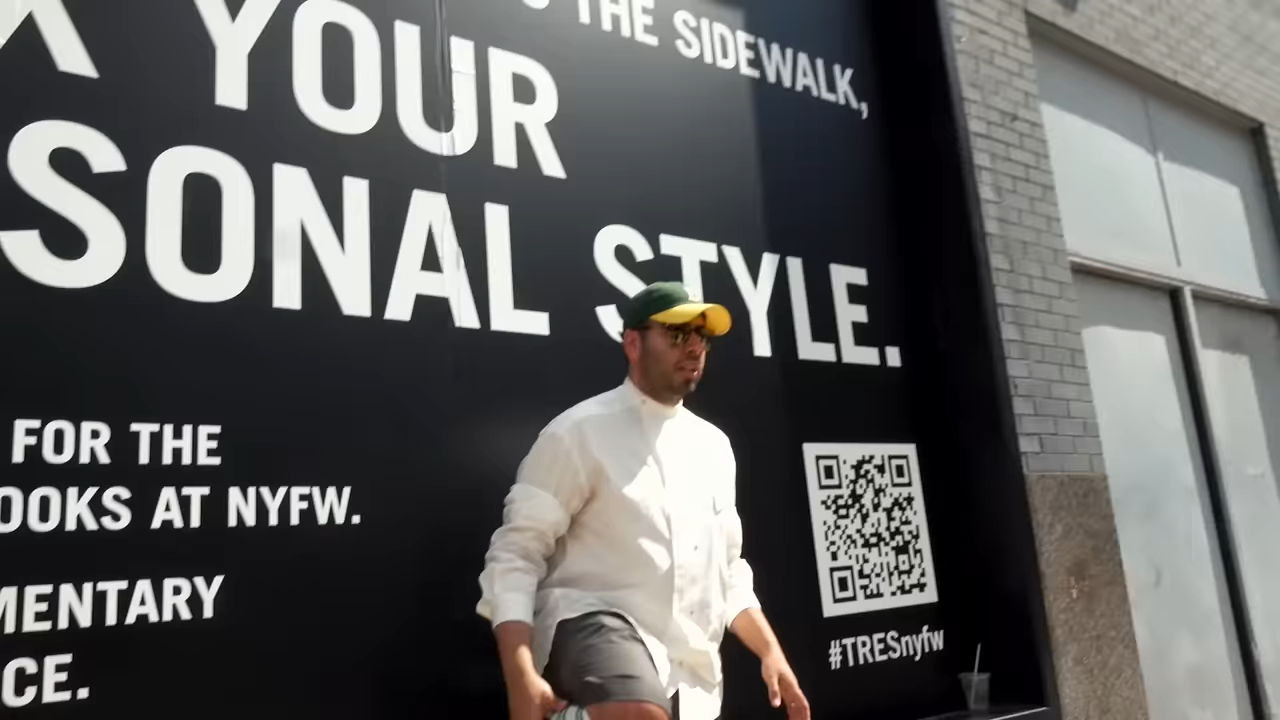 THE SIDEWALK,
YOUR
SONAL STYLE.
FOR THE
OOKS AT NYFW.
MENTARY
CE.
#TRESnyfw